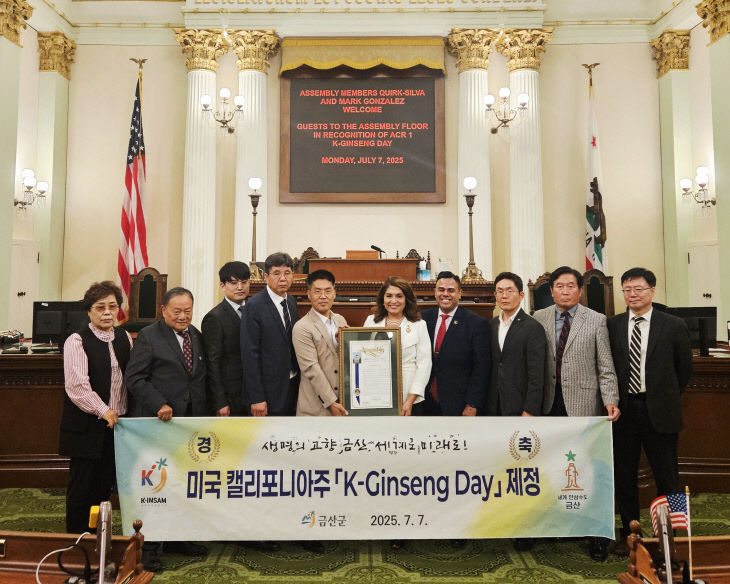 ASSEMBLY MEMBERS QUIRK-SILVA
AND MARK GONZALEZ
WELCOME
GUESTS TO THE ASSEMBLY FLOOR
IN RECOGNITION OF ACR 1
K-GINSENG DAY
MONDAY, JULY 7, 2025
경 생명의 고향 금산, 세계로 미래로! 축
미국 캘리포니아주 「K-Ginseng Day」 제정
K-INSAM
세계 인삼수도
금산
금산군 2025. 7. 7.